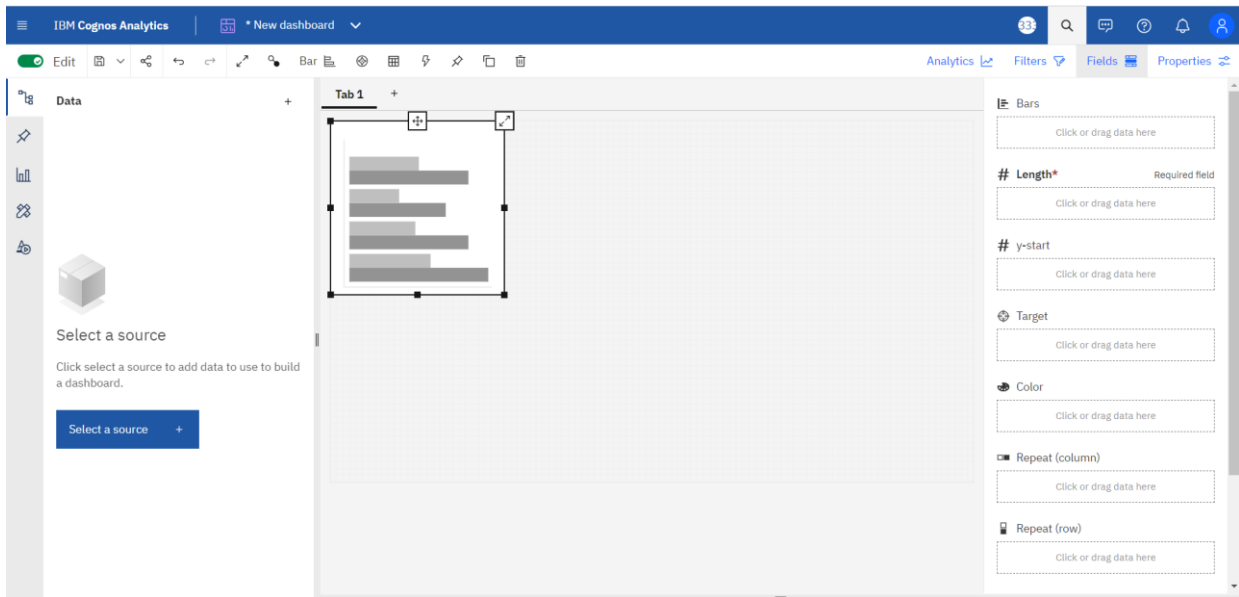 IBM Cognos Analytics
* New dashboard
Edit
Bar
Analytics
Filters
Fields
Properties
Data
+
Tab 1
+
Select a source
Click select a source to add data to use to build
a dashboard.
Select a source +
Bars
Click or drag data here
# Length* Required field
Click or drag data here
# y-start
Click or drag data here
Target
Click or drag data here
Color
Click or drag data here
Repeat (column)
Click or drag data here
Repeat (row)
Click or drag data here